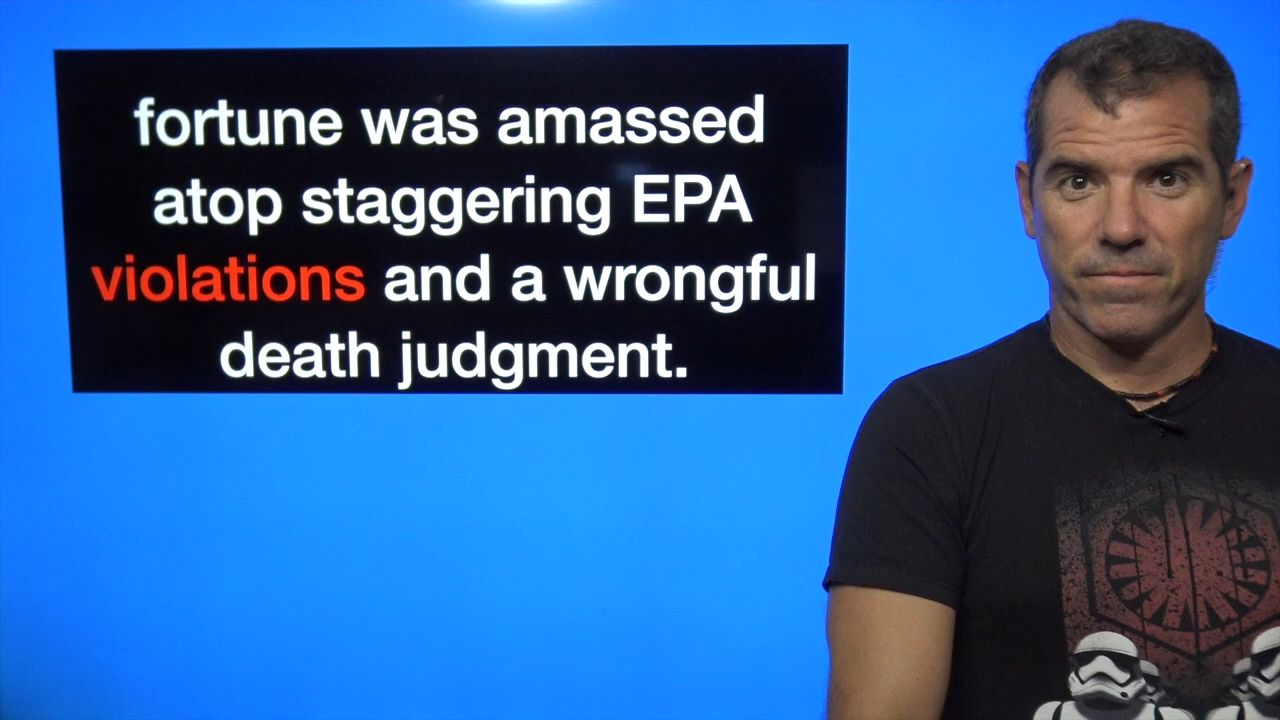 fortune was amassed
atop staggering EPA
violations and a wrongful
death judgment.